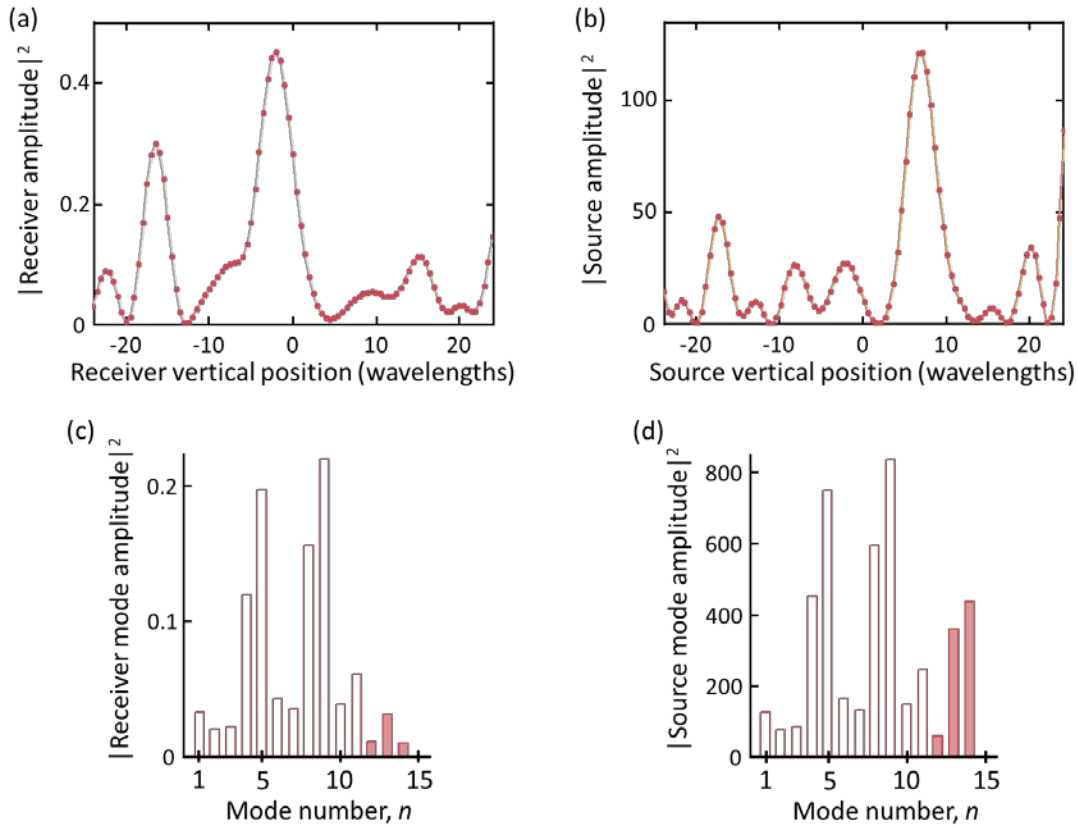 (a)
|Receiver amplitude|²
0.4
0.2
0
-20 -10 0 10 20
Receiver vertical position (wavelengths)
(b)
|Source amplitude|²
100
50
0
-20 -10 0 10 20
Source vertical position (wavelengths)
(c)
|Receiver mode amplitude|²
0.2
0.1
0
1 5 10 15
Mode number, n
(d)
|Source mode amplitude|²
800
600
400
200
0
1 5 10 15
Mode number, n